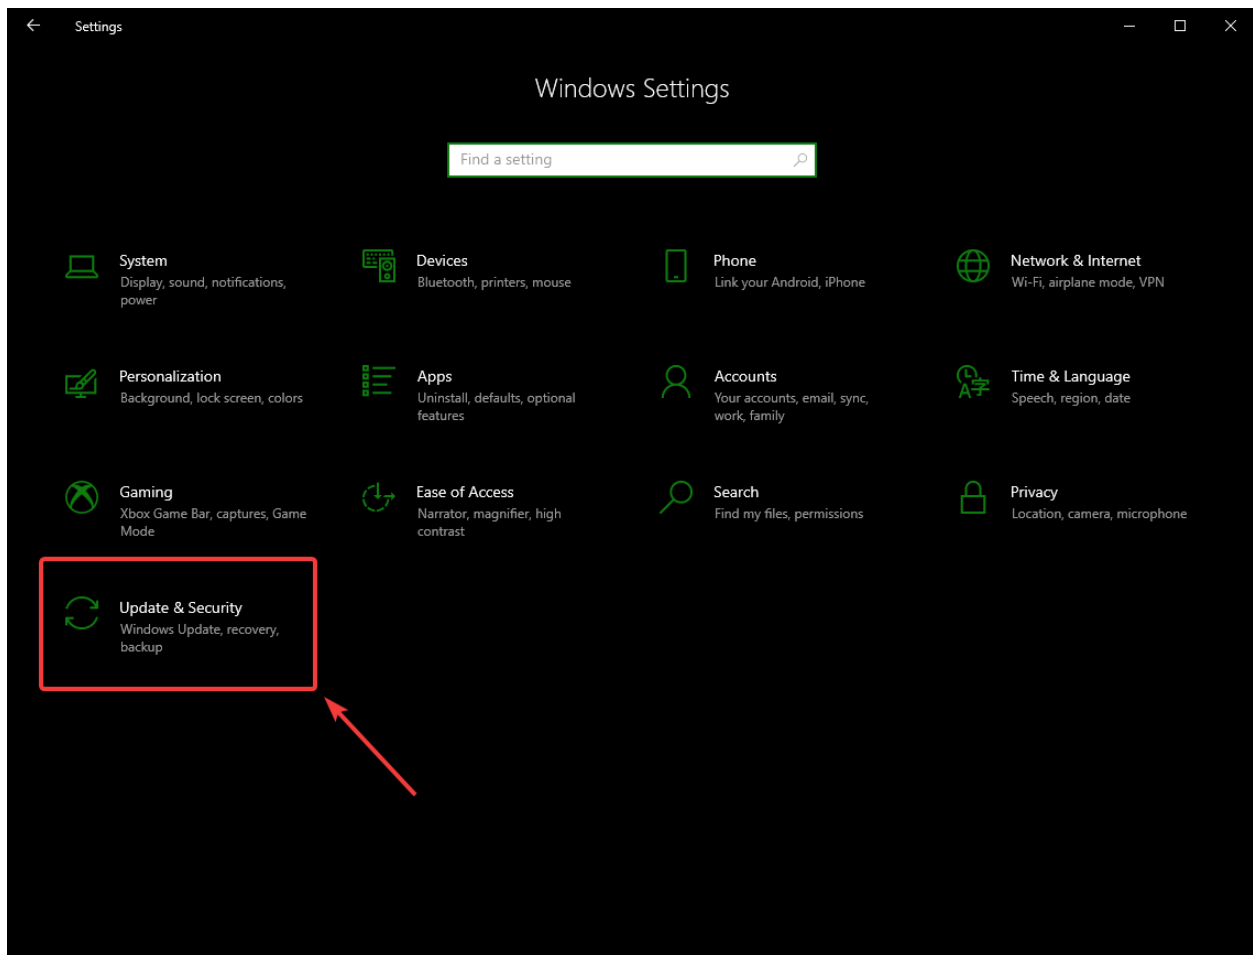 Settings
Windows Settings
Find a setting
System
Display, sound, notifications,
power
Devices
Bluetooth, printers, mouse
Phone
Link your Android, iPhone
Network & Internet
Wi-Fi, airplane mode, VPN
Personalization
Background, lock screen, colors
Apps
Uninstall, defaults, optional
features
Accounts
Your accounts, email, sync,
work, family
Time & Language
Speech, region, date
Gaming
Xbox Game Bar, captures, Game
Mode
Ease of Access
Narrator, magnifier, high
contrast
Search
Find my files, permissions
Privacy
Location, camera, microphone
Update & Security
Windows Update, recovery,
backup